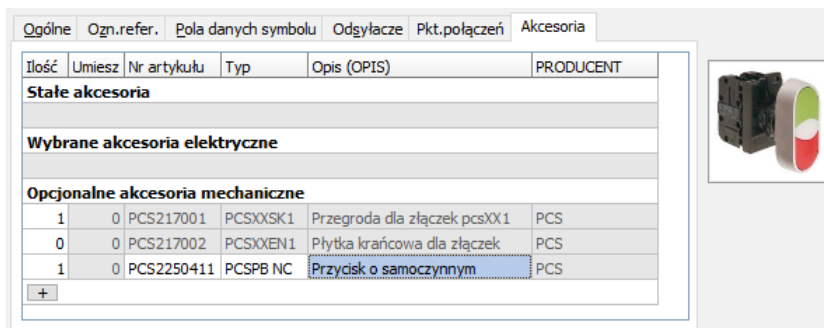 Ogólne Ozn.refer. Pola danych symbolu Odsyłacze Pkt.połączeń Akcesoria
Ilość Umiesz Nr artykułu Typ Opis (OPIS) PRODUCENT
Stałe akcesoria
Wybrane akcesoria elektryczne
Opcjonalne akcesoria mechaniczne
1 0 PCS217001 PCSXXSK1 Przegroda dla złączek pcsXX1 PCS
0 0 PCS217002 PCSXXEN1 Płytka krańcowa dla złączek PCS
1 0 PCS2250411 PCSPB NC Przycisk o samoczynnym PCS
+